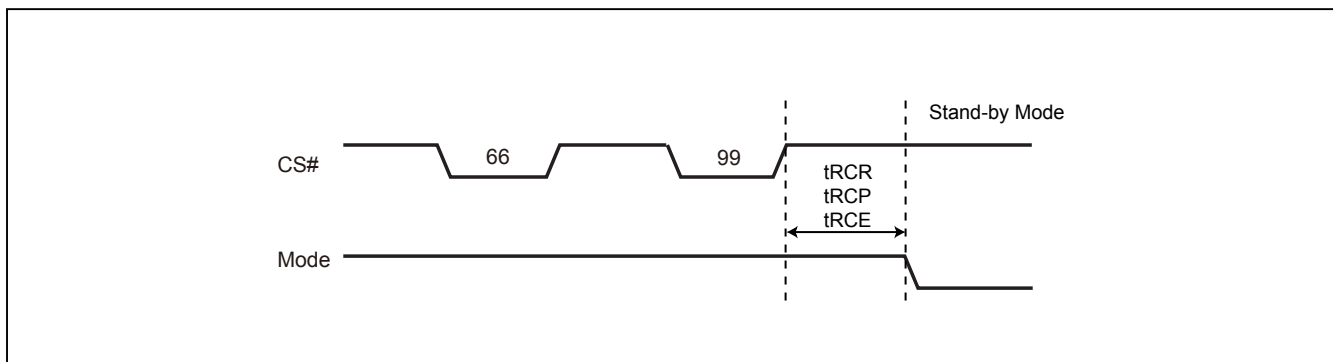 Stand-by Mode
CS#
66
99
tRCR
tRCP
tRCE
Mode